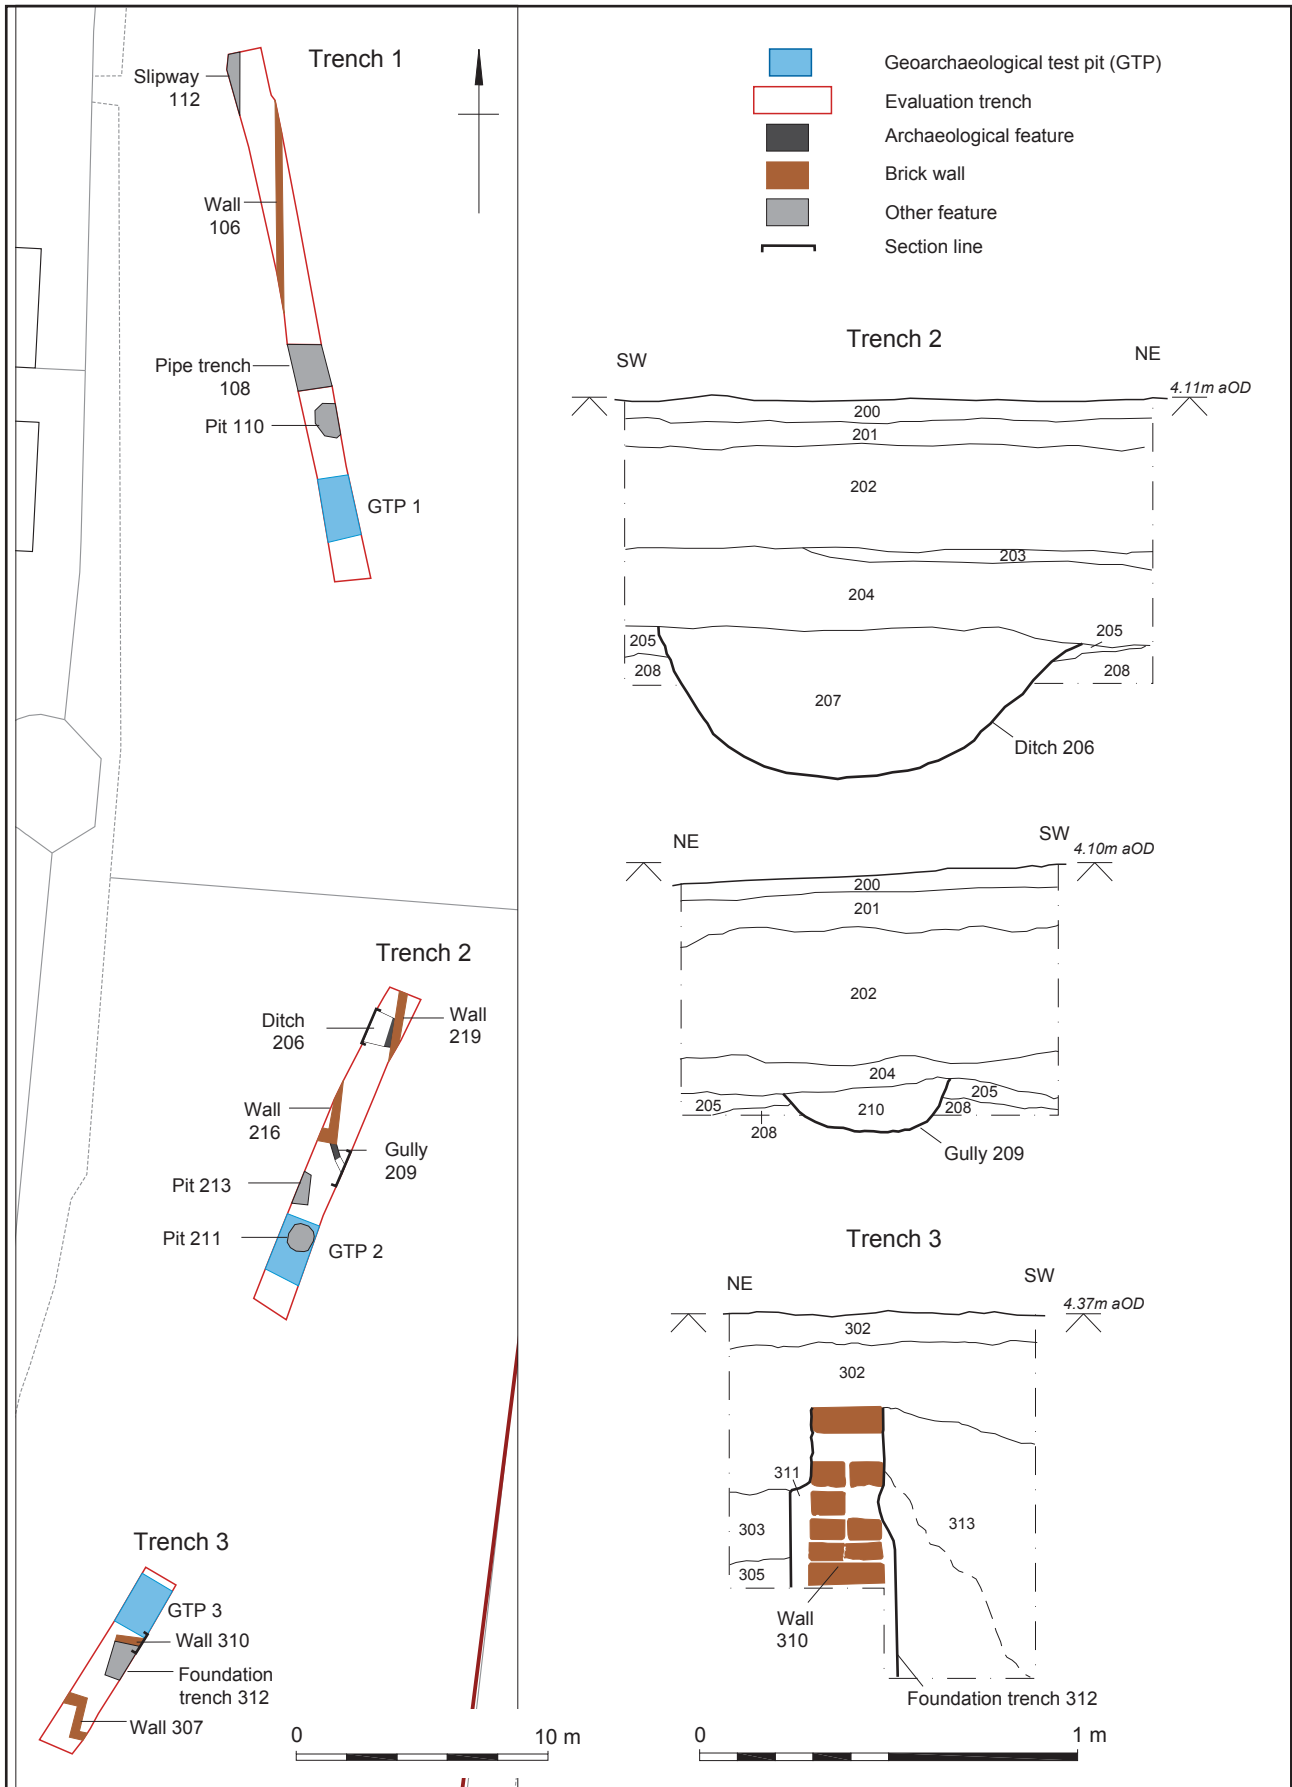 Trench 1
Slipway
112
Wall
106
Pipe trench
108
Pit 110
GTP 1
Geoarchaeological test pit (GTP)
Evaluation trench
Archaeological feature
Brick wall
Other feature
Section line
Trench 2
SW
NE
4.11m aOD
200
201
202
203
204
205
205
208
208
207
Ditch 206
NE
SW
4.10m aOD
200
201
202
204
205
205
210
208
208
Gully 209
Trench 2
Ditch
206
Wall
219
Wall
216
Gully
209
Pit 213
Pit 211
GTP 2
Trench 3
NE
SW
4.37m aOD
302
302
311
303
313
305
Wall
310
Foundation trench 312
Trench 3
GTP 3
Wall 310
Foundation
trench 312
Wall 307
0
10 m
0
1 m